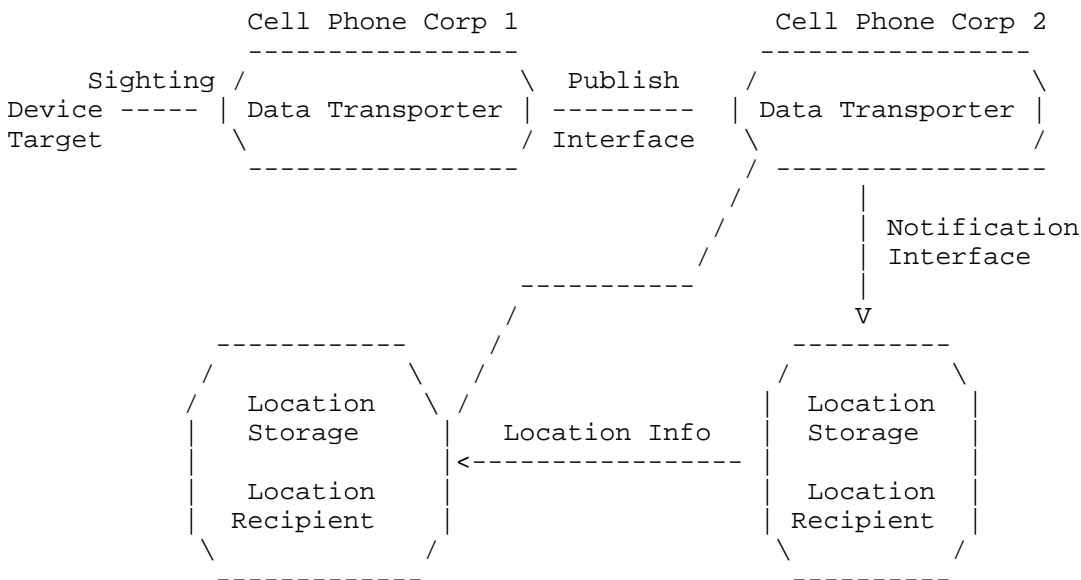 Cell Phone Corp 1 Cell Phone Corp 2
Sighting Publish
Device Data Transporter Data Transporter
Target Interface
Notification
Interface
V
Location Location
Storage Location Info Storage
Location Location
Recipient Recipient